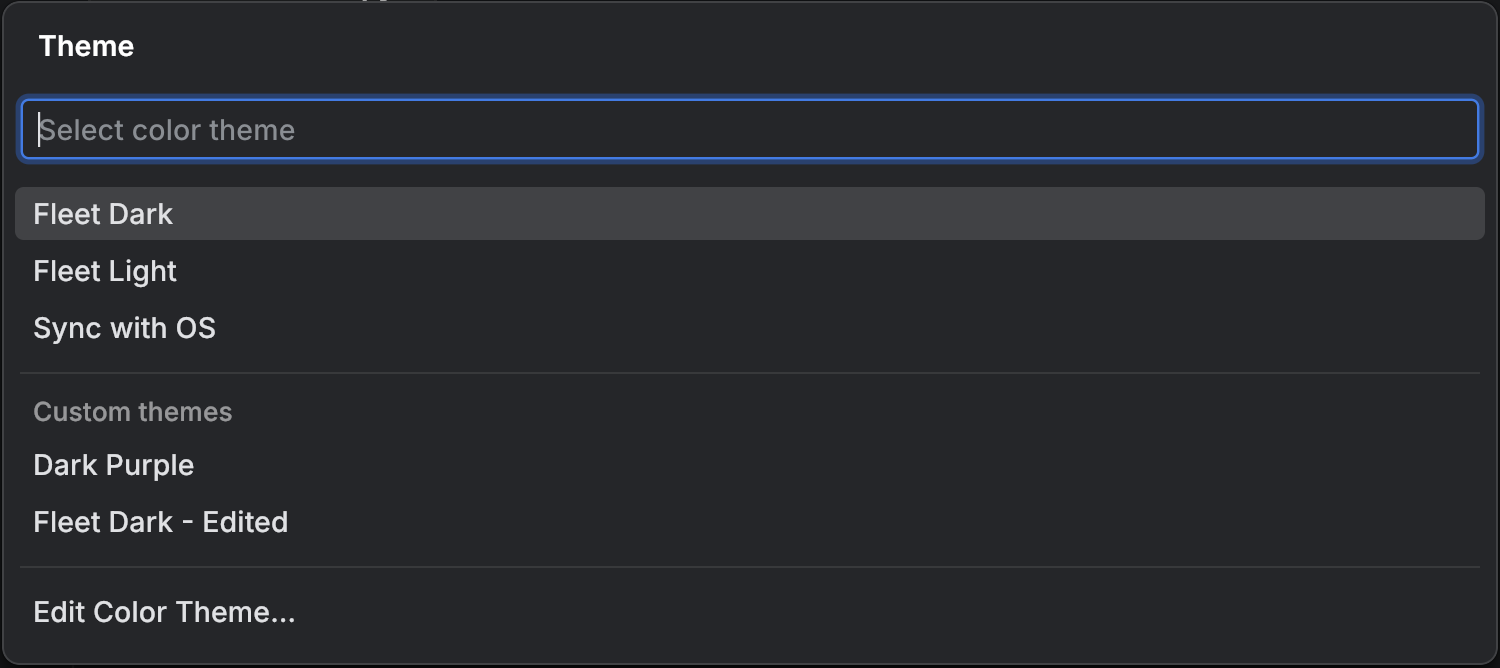 Theme
Select color theme
Fleet Dark
Fleet Light
Sync with OS
Custom themes
Dark Purple
Fleet Dark - Edited
Edit Color Theme...